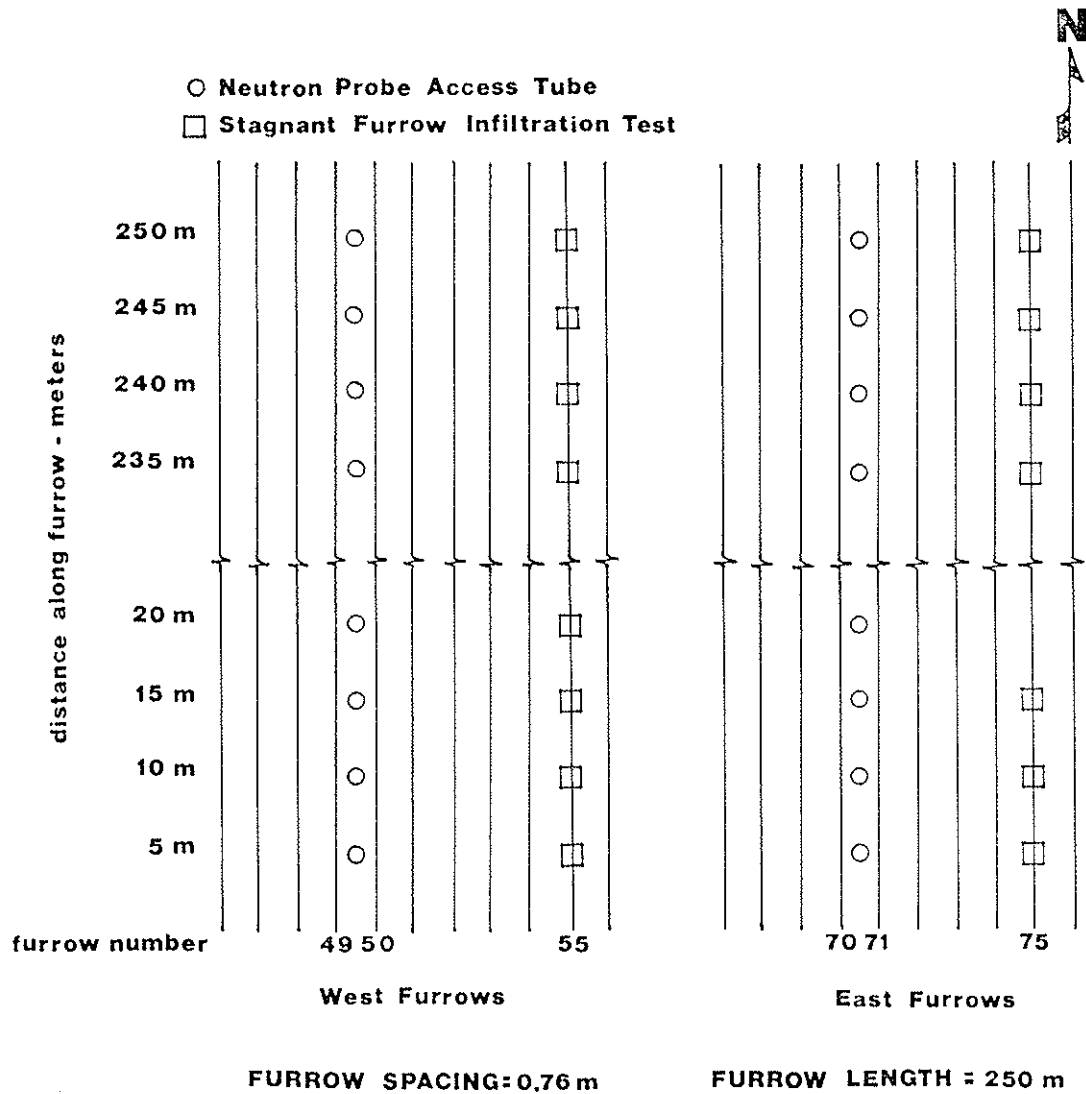 N
Neutron Probe Access Tube
Stagnant Furrow Infiltration Test
distance along furrow - meters
250 m
245 m
240 m
235 m
20 m
15 m
10 m
5 m
furrow number 49 50 55 70 71 75
West Furrows East Furrows
FURROW SPACING=0.76 m FURROW LENGTH = 250 m